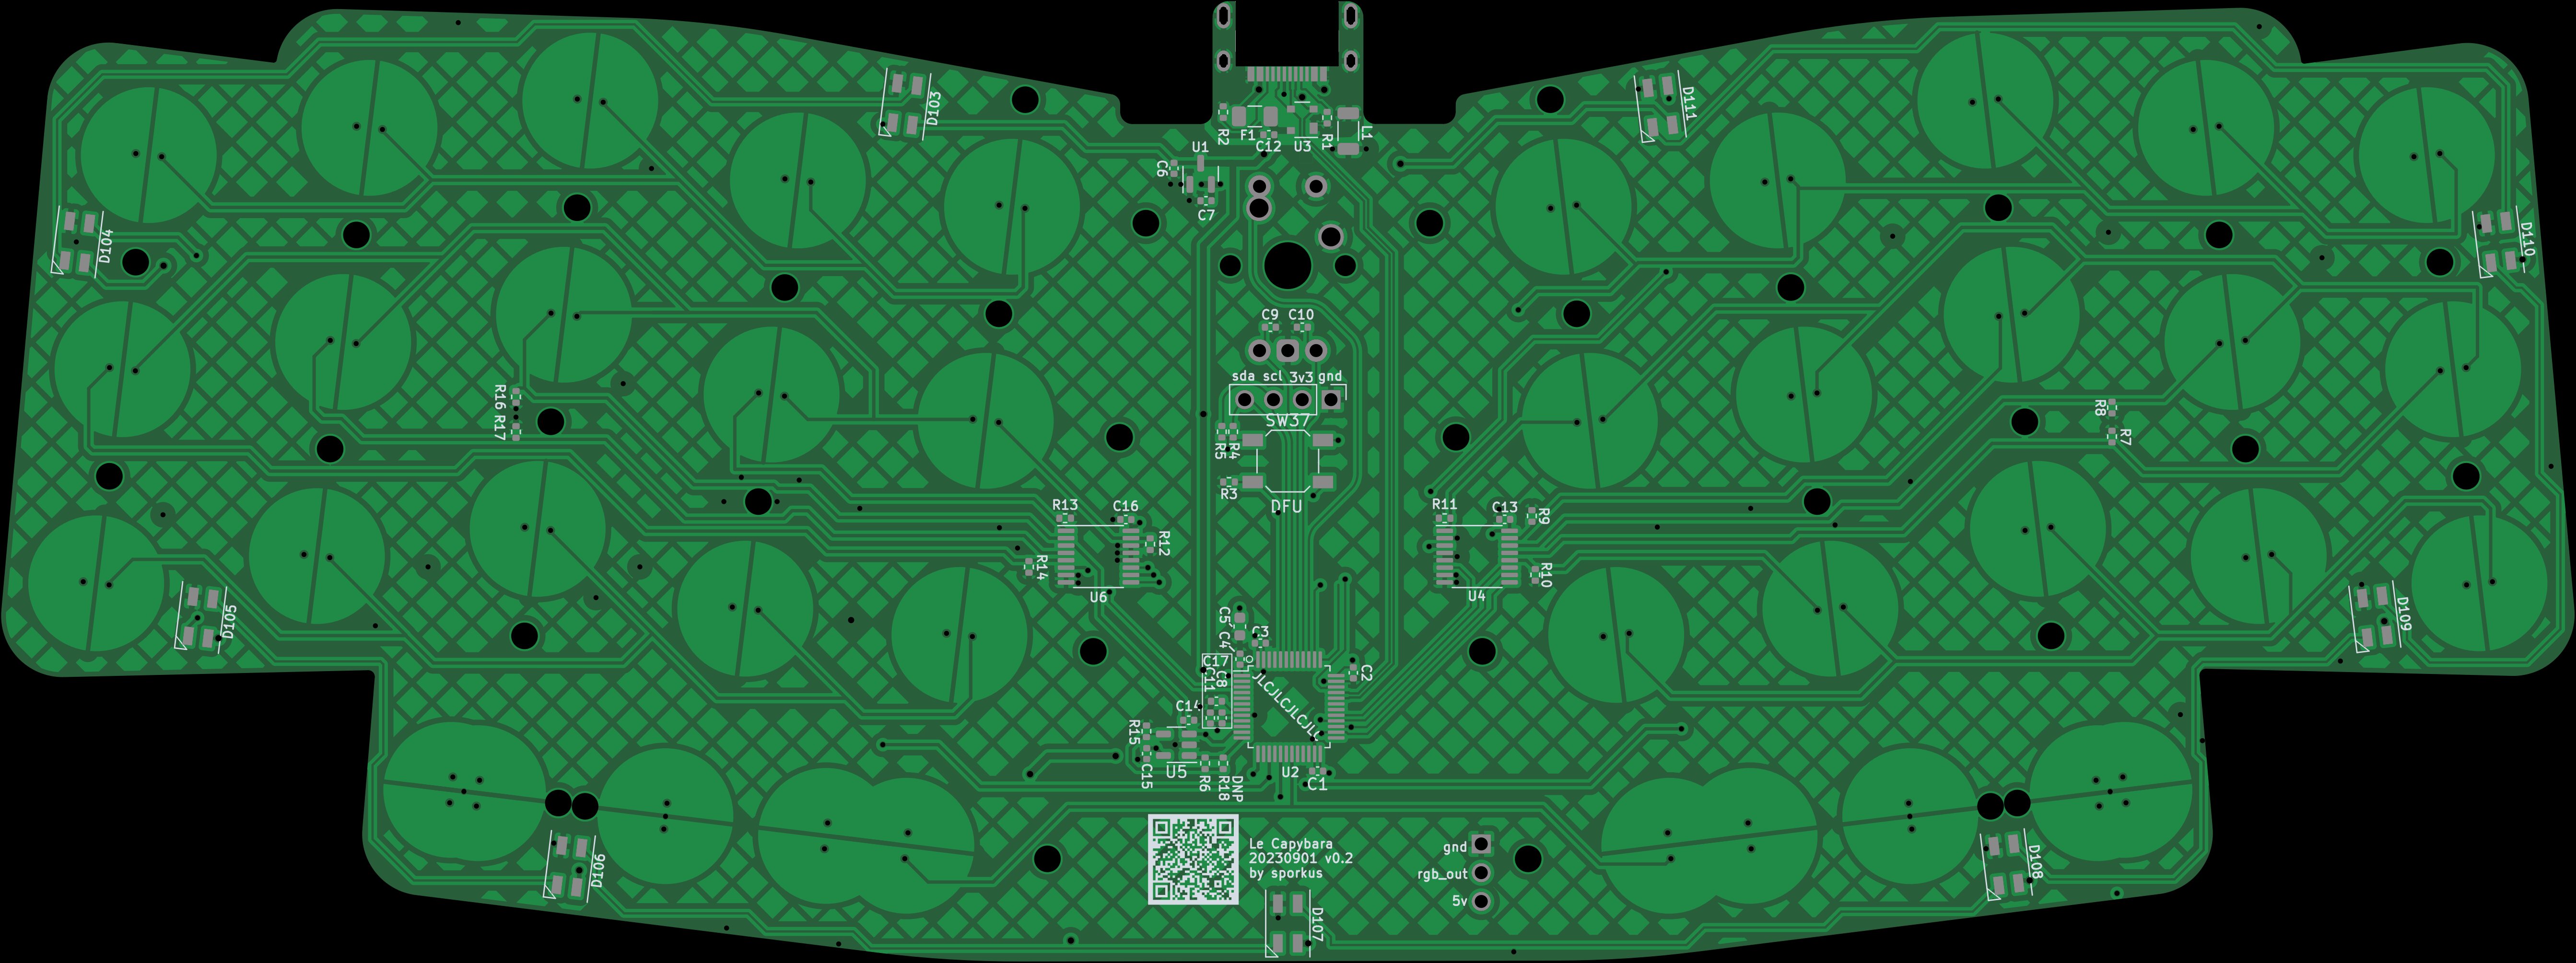 D103
D111
R2
F1
C12
U3
R1
L1
U1
C6
C7
D104
D110
C9
C10
sda scl 3v3 gnd
SW37
R16
R17
R8
R7
R5
R4
R3
DFU
R13
C16
R12
R14
U6
R11
C13
R9
R10
U4
D105
D109
C5
C4
C3
C17
C11
C8
C2
JLCJLCJLCJLC
C14
R15
C15
U5
R6
R18
DNP
U2
C1
D106
D108
Le Capybara
20230901 v0.2
by sporkus
gnd
rgb_out
5v
D107